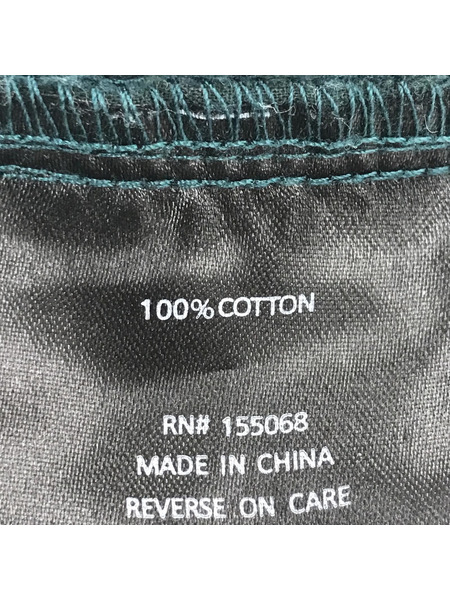 100% COTTON
RN# 155068
MADE IN CHINA
REVERSE ON CARE